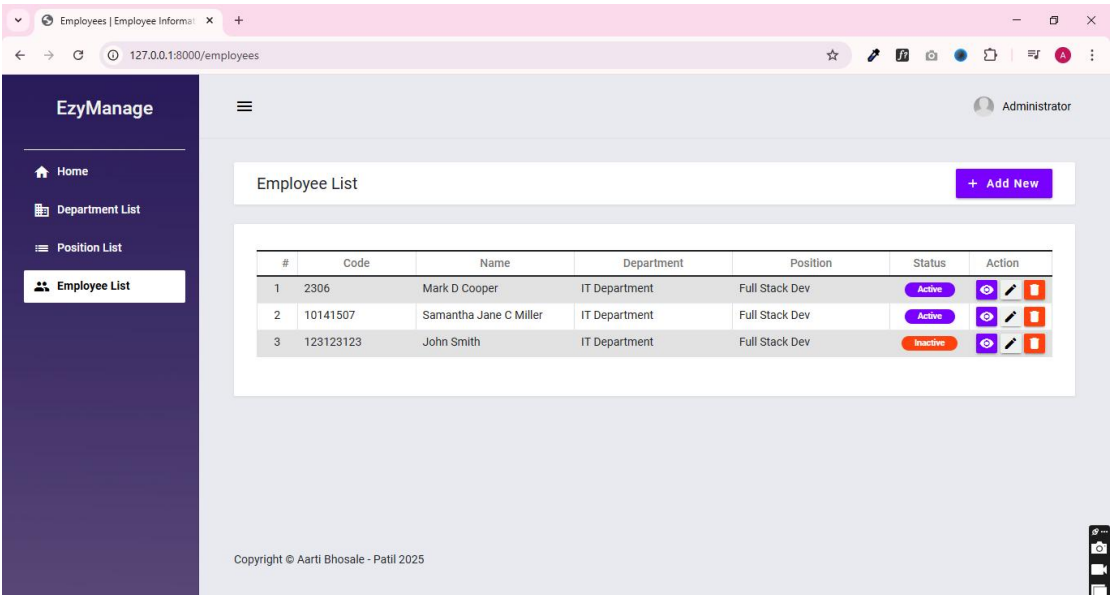 Employees | Employee Informat
127.0.0.1:8000/employees
A
EzyManage
Administrator
Home
Department List
Position List
Employee List
Employee List
+ Add New
# Code Name Department Position Status Action
1 2306 Mark D Cooper IT Department Full Stack Dev Active
2 10141507 Samantha Jane C Miller IT Department Full Stack Dev Active
3 123123123 John Smith IT Department Full Stack Dev Inactive
Copyright © Aarti Bhosale - Patil 2025